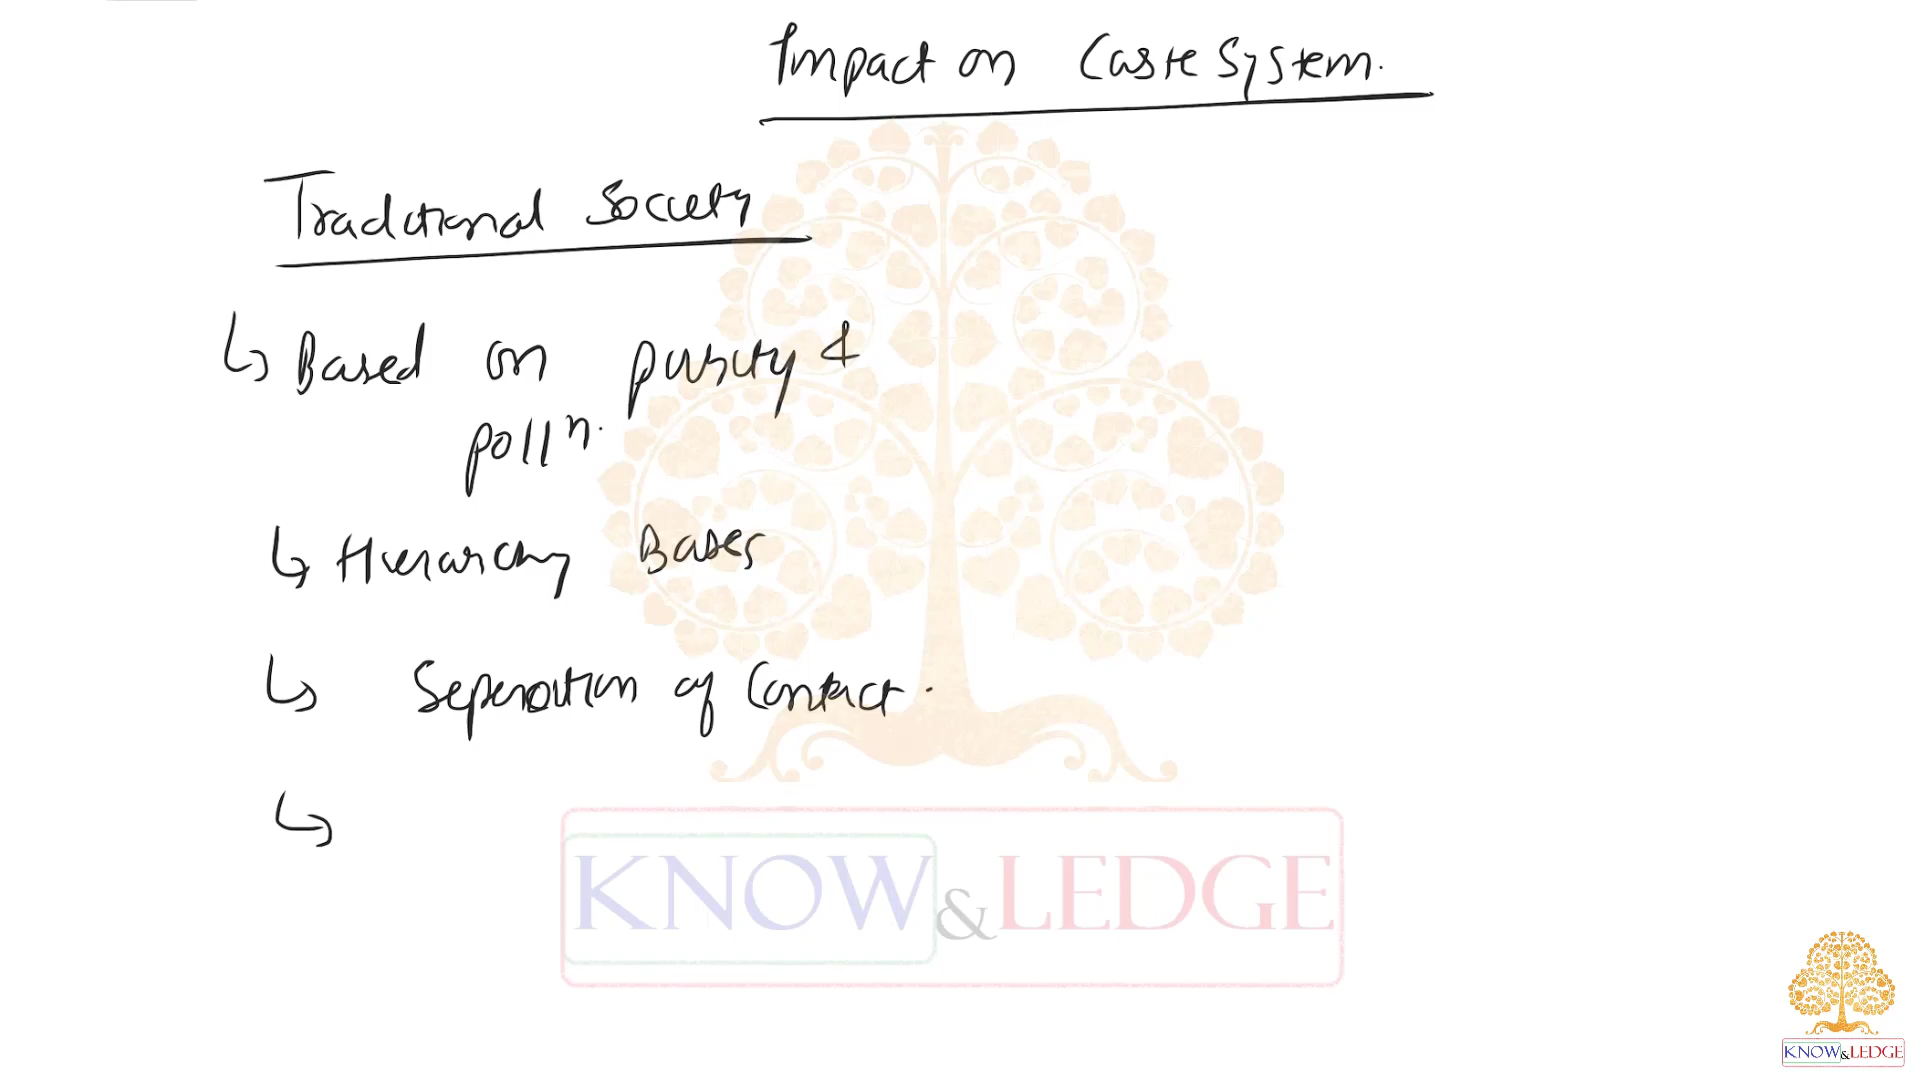 Impact on Caste System.
Traditional Society
↳ Based on purity &
pollⁿ.
↳ Hierarchy Bases
↳ Seperation of Contact.
↳
KNOW&LEDGE
KNOW&LEDGE